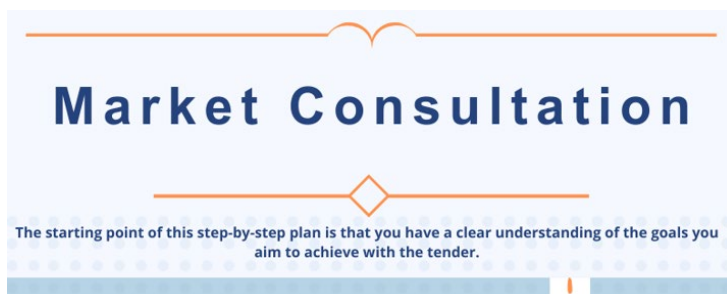 Market Consultation
The starting point of this step-by-step plan is that you have a clear understanding of the goals you
aim to achieve with the tender.